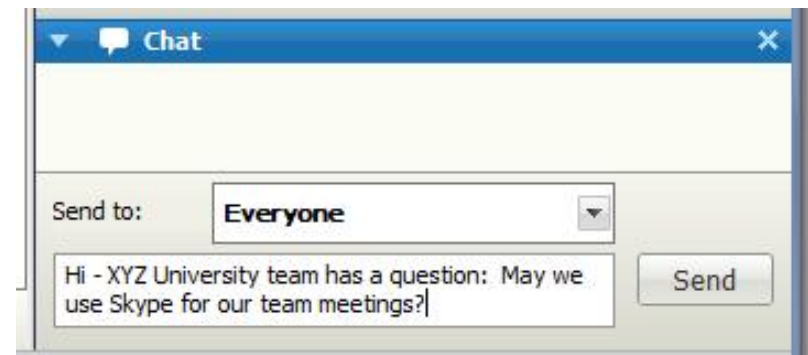 Chat
Send to: Everyone
Hi - XYZ University team has a question:  May we
use Skype for our team meetings?
Send